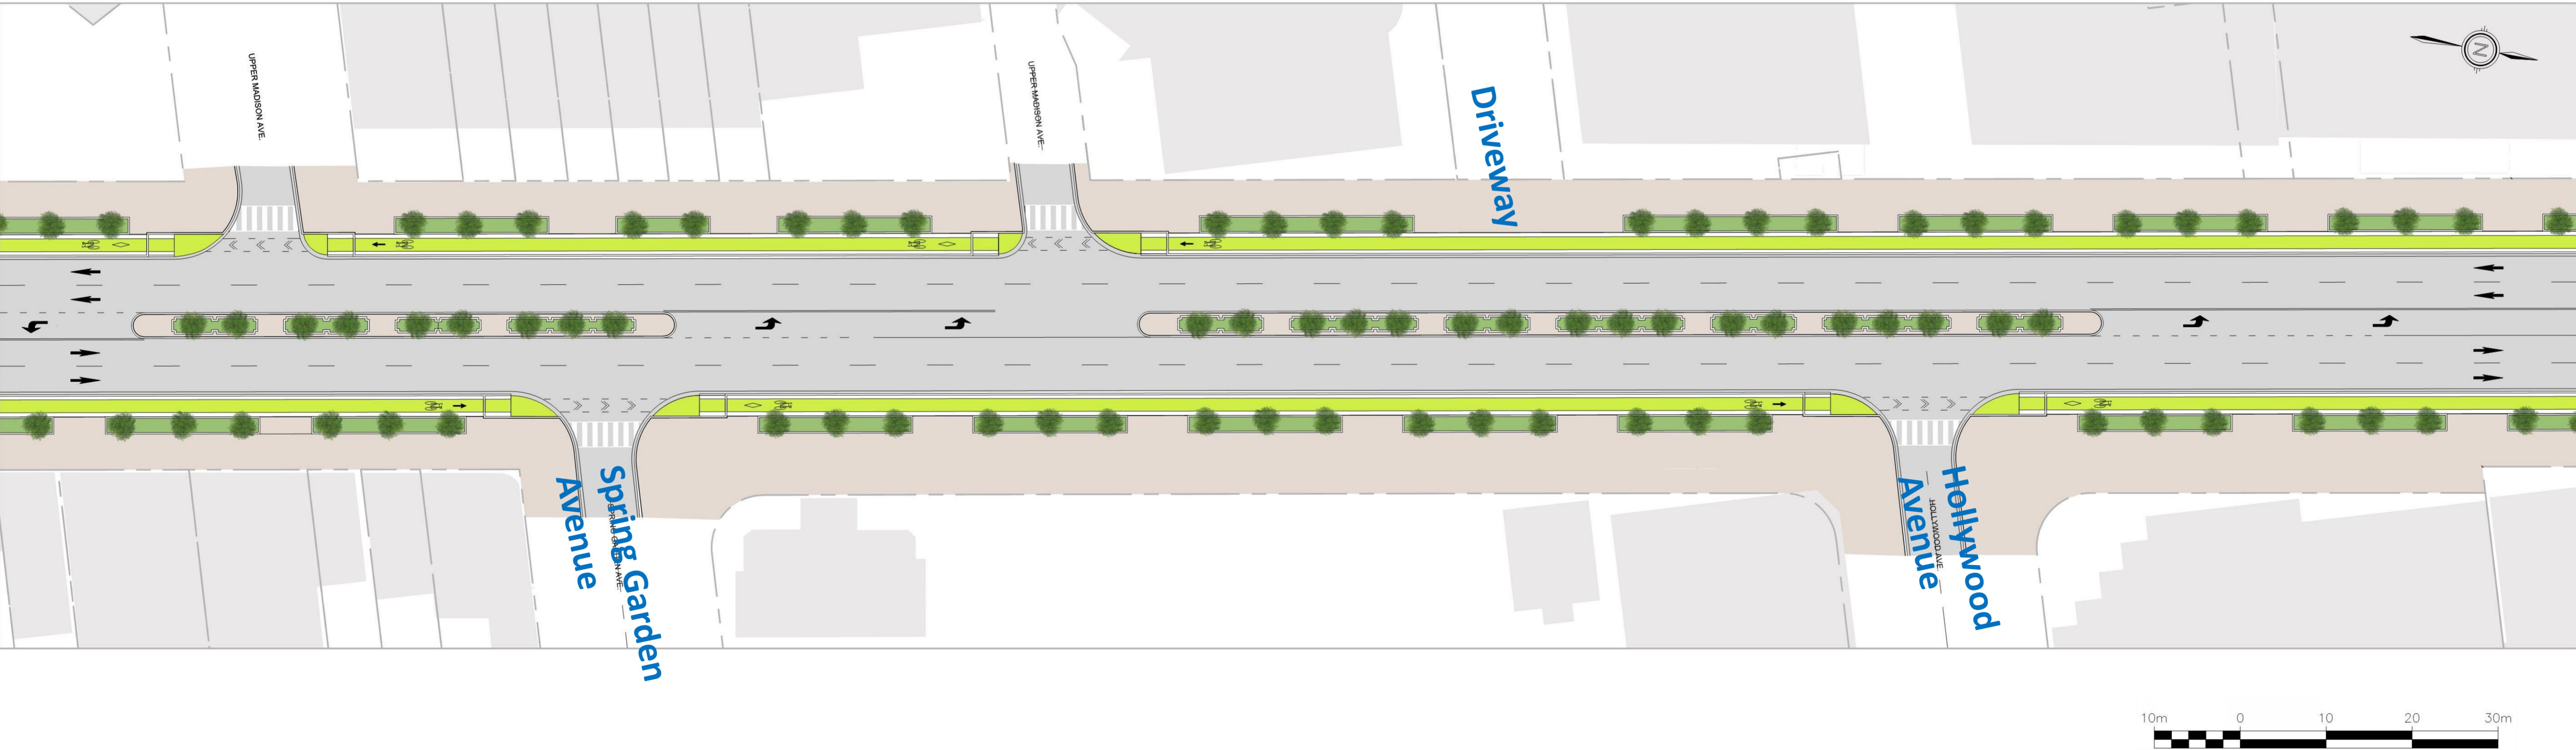 UPPER MADISON AVE.
UPPER MADISON AVE.
Driveway
N
Spring Garden
Avenue
SPRING GARDEN AVE.
Hollywood
Avenue
HOLLYWOOD AVE.
10m 0 10 20 30m